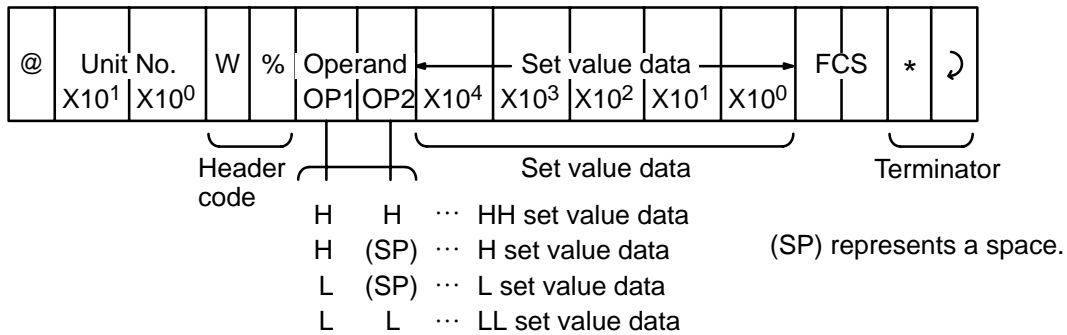 @ Unit No. W % Operand Set value data FCS * ⤸
X10¹ X10⁰ OP1 OP2 X10⁴ X10³ X10² X10¹ X10⁰
Header code Set value data Terminator
H H ··· HH set value data
H (SP) ··· H set value data
L (SP) ··· L set value data
L L ··· LL set value data
(SP) represents a space.